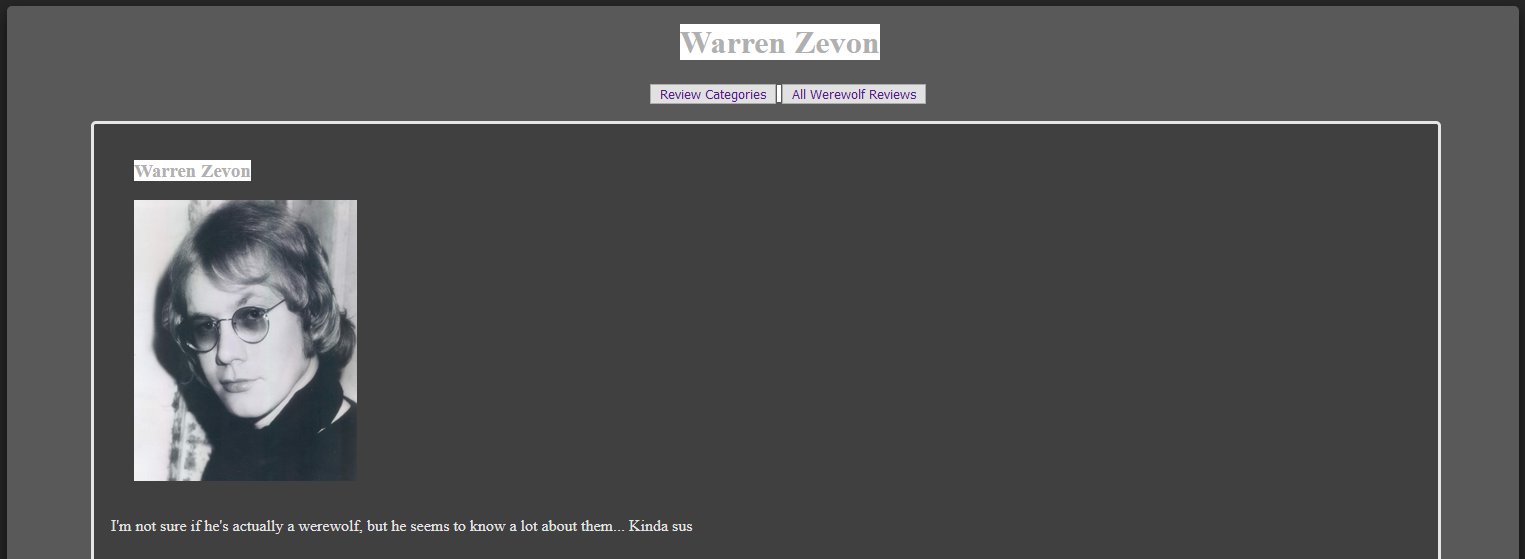 Warren Zevon
Review Categories All Werewolf Reviews
Warren Zevon
I'm not sure if he's actually a werewolf, but he seems to know a lot about them... Kinda sus